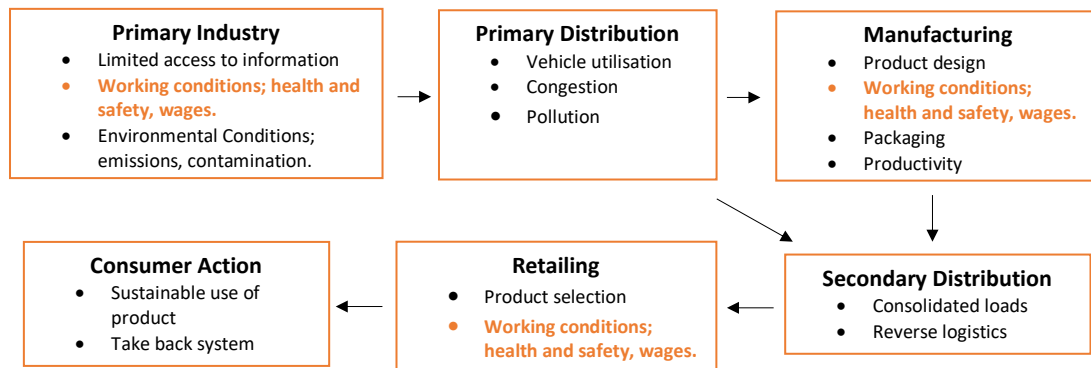 Primary Industry
• Limited access to information
• Working conditions; health and
safety, wages.
• Environmental Conditions;
emissions, contamination.
Primary Distribution
• Vehicle utilisation
• Congestion
• Pollution
Manufacturing
• Product design
• Working conditions;
health and safety, wages.
• Packaging
• Productivity
Secondary Distribution
• Consolidated loads
• Reverse logistics
Retailing
• Product selection
• Working conditions;
health and safety, wages.
Consumer Action
• Sustainable use of
product
• Take back system